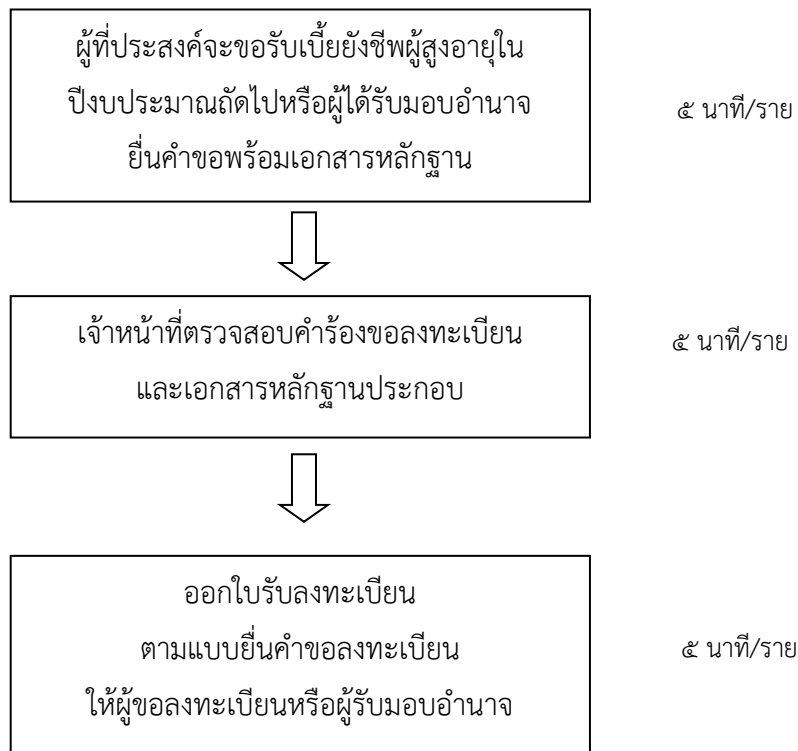 ผู้ที่ประสงค์จะขอรับเบี้ยยังชีพผู้สูงอายุใน
ปีงบประมาณถัดไปหรือผู้ได้รับมอบอำนาจ
ยื่นคำขอพร้อมเอกสารหลักฐาน
๕ นาที/ราย
เจ้าหน้าที่ตรวจสอบคำร้องขอลงทะเบียน
และเอกสารหลักฐานประกอบ
๕ นาที/ราย
ออกใบรับลงทะเบียน
ตามแบบยื่นคำขอลงทะเบียน
ให้ผู้ขอลงทะเบียนหรือผู้รับมอบอำนาจ
๕ นาที/ราย